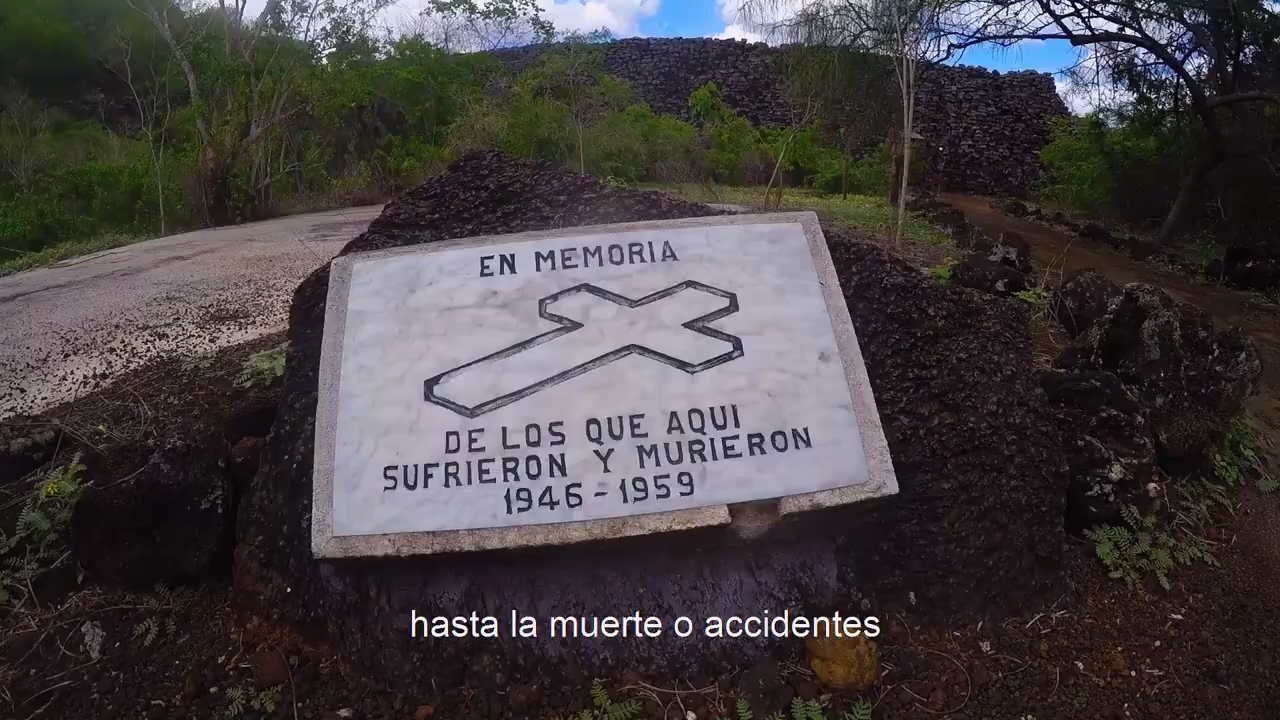 EN MEMORIA
DE LOS QUE AQUI
SUFRIERON Y MURIERON
1946-1959
hasta la muerte o accidentes